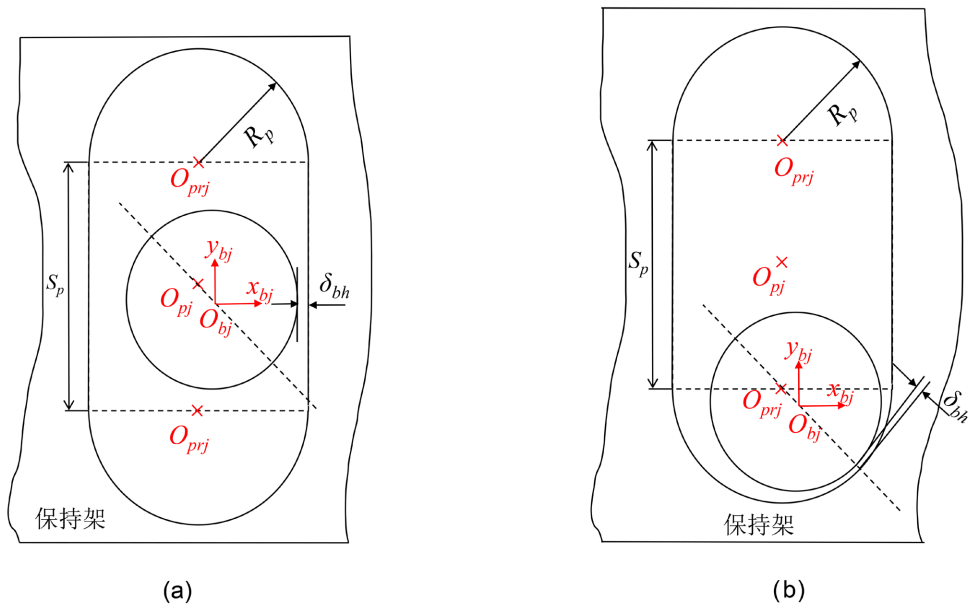 R_p
O_prj
S_p
y_bj
x_bj
δ_bh
O_pj
O_bj
O_prj
保持架
(a)
R_p
O_prj
S_p
O_pj
y_bj
O_prj
x_bj
δ_bh
O_bj
保持架
(b)